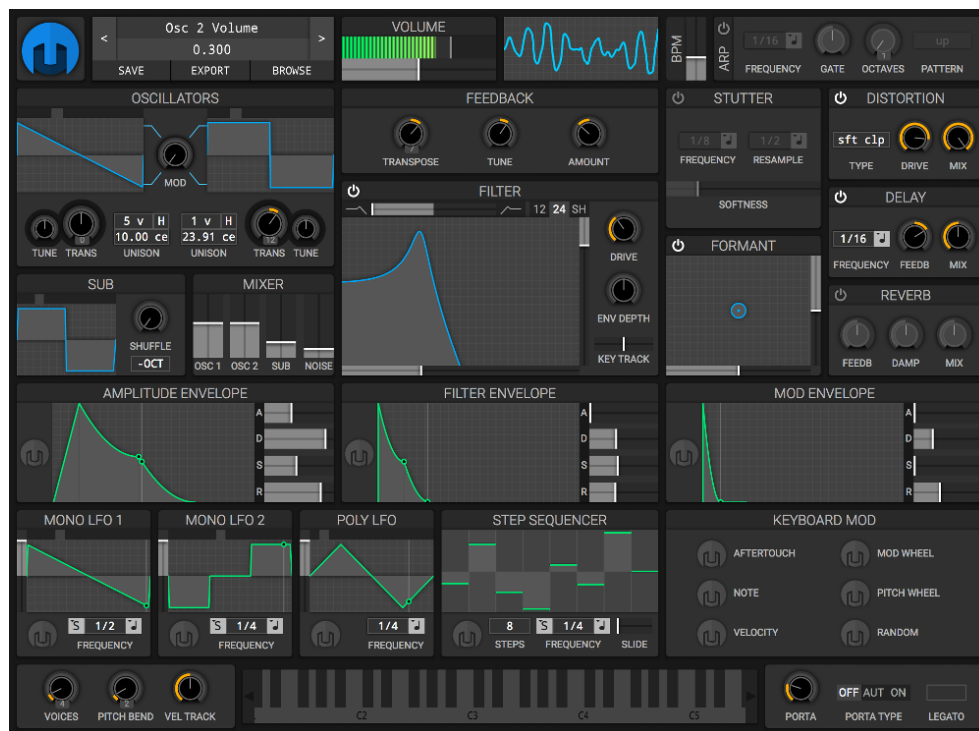 < Osc 2 Volume >
0.300
SAVE EXPORT BROWSE
VOLUME
BPM
ARP
1/16
FREQUENCY GATE OCTAVES PATTERN
1
up
OSCILLATORS
MOD
0
12
5 v H
10.00 ce
1 v H
23.91 ce
TUNE TRANS UNISON UNISON TRANS TUNE
FEEDBACK
TRANSPOSE TUNE AMOUNT
STUTTER
1/8 1/2
FREQUENCY RESAMPLE
SOFTNESS
DISTORTION
sft clp
TYPE DRIVE MIX
FILTER
12 24 SH
DRIVE
ENV DEPTH
KEY TRACK
DELAY
1/16
FREQUENCY FEEDB MIX
FORMANT
REVERB
FEEDB DAMP MIX
SUB
SHUFFLE
-OCT
MIXER
OSC 1 OSC 2 SUB NOISE
AMPLITUDE ENVELOPE
A
D
S
R
FILTER ENVELOPE
A
D
S
R
MOD ENVELOPE
A
D
S
R
MONO LFO 1
S 1/2
FREQUENCY
MONO LFO 2
S 1/4
FREQUENCY
POLY LFO
1/4
FREQUENCY
STEP SEQUENCER
8 S 1/4
STEPS FREQUENCY SLIDE
KEYBOARD MOD
AFTERTOUCH MOD WHEEL
NOTE PITCH WHEEL
VELOCITY RANDOM
4 2
VOICES PITCH BEND VEL TRACK
C2 C3 C4 C5
OFF AUT ON
PORTA PORTA TYPE LEGATO